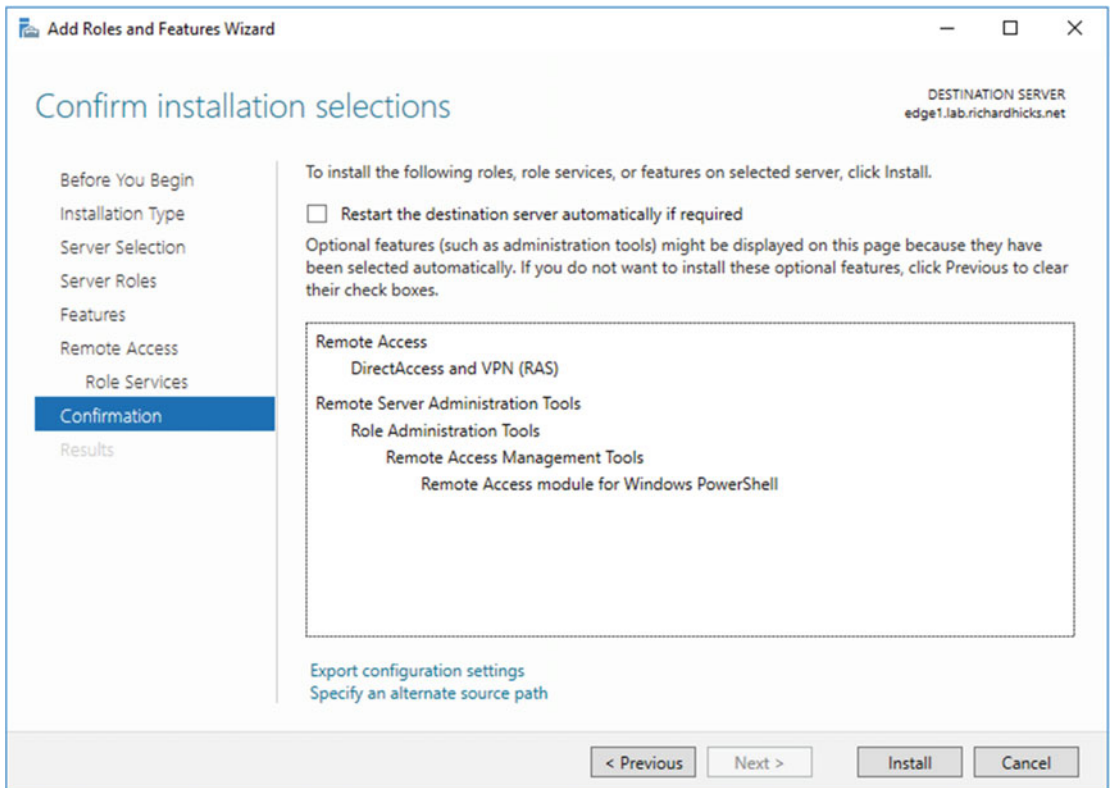 Add Roles and Features Wizard
Confirm installation selections
DESTINATION SERVER
edge1.lab.richardhicks.net
Before You Begin
Installation Type
Server Selection
Server Roles
Features
Remote Access
Role Services
Confirmation
Results
To install the following roles, role services, or features on selected server, click Install.
Restart the destination server automatically if required
Optional features (such as administration tools) might be displayed on this page because they have
been selected automatically. If you do not want to install these optional features, click Previous to clear
their check boxes.
Remote Access
DirectAccess and VPN (RAS)
Remote Server Administration Tools
Role Administration Tools
Remote Access Management Tools
Remote Access module for Windows PowerShell
Export configuration settings
Specify an alternate source path
< Previous
Next >
Install
Cancel